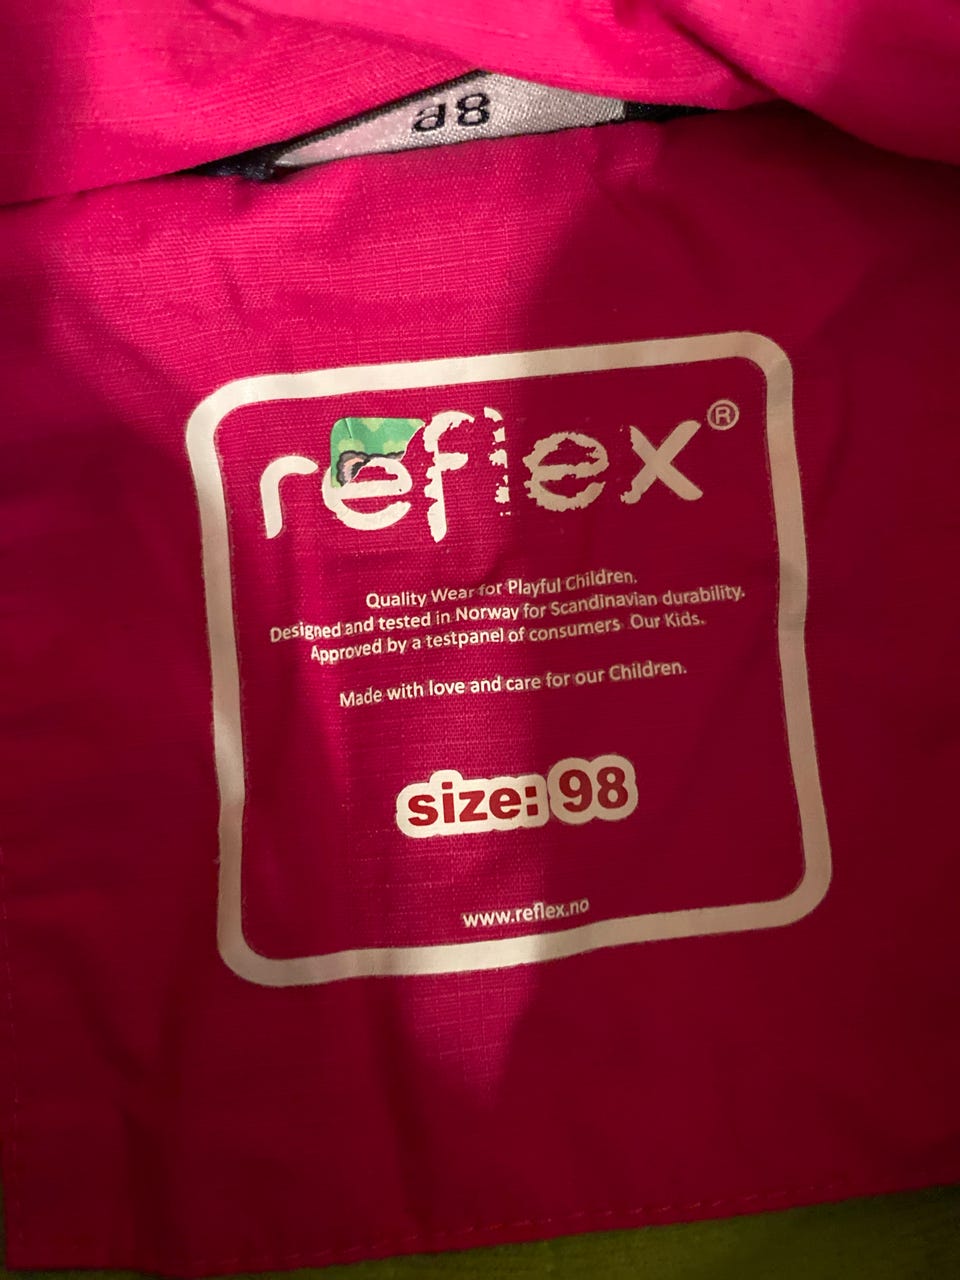 98
reflex®
Quality Wear for Playful Children.
Designed and tested in Norway for Scandinavian durability.
Approved by a testpanel of consumers Our Kids.
Made with love and care for our Children.
size: 98
www.reflex.no